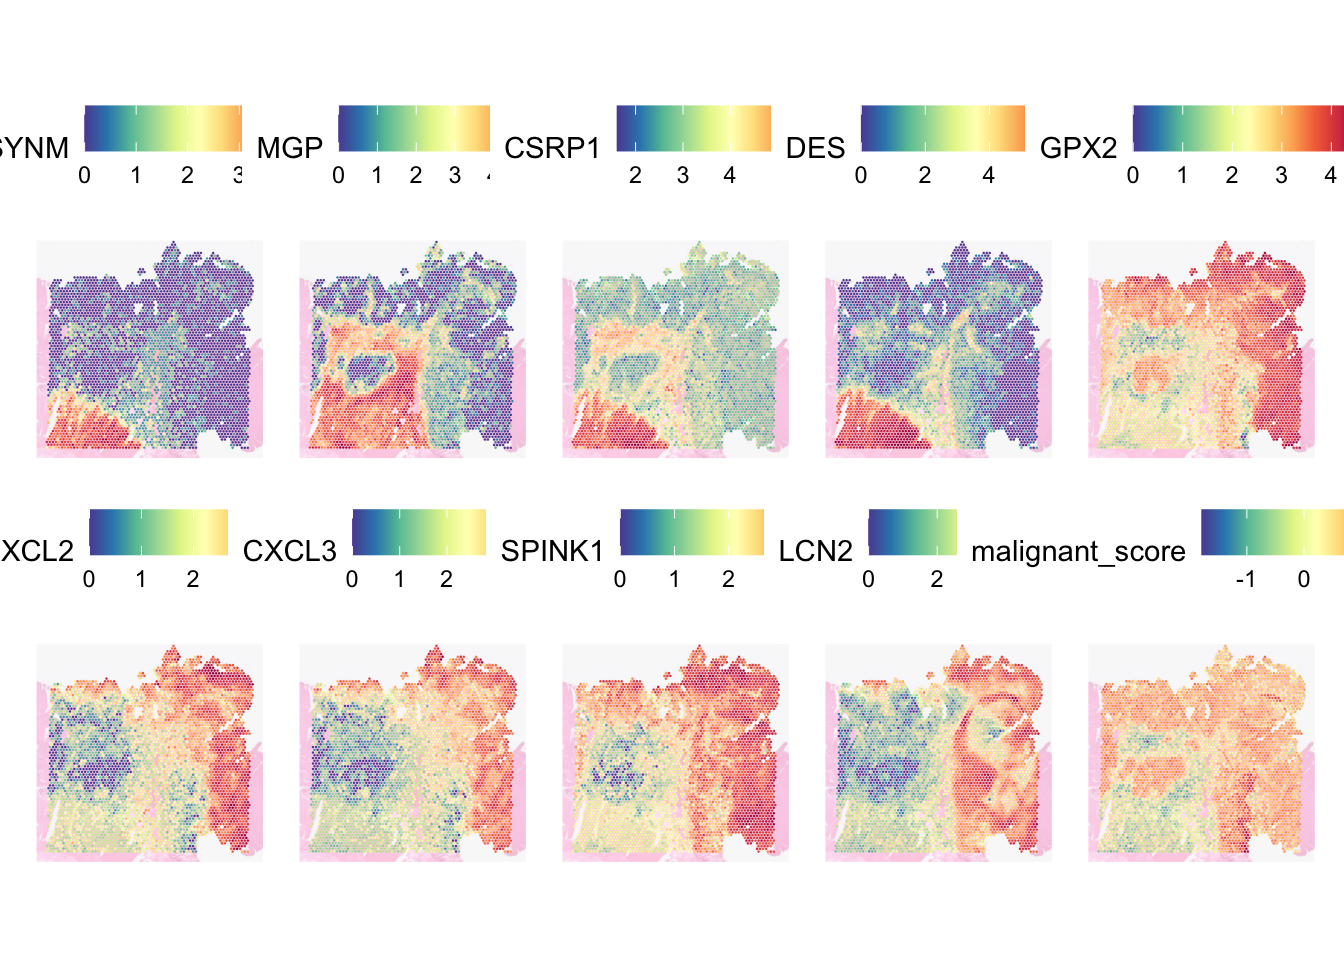 SYNM MGP CSRP1 DES GPX2
0 1 2 3 0 1 2 3 2 3 4 0 2 4 0 1 2 3 4
XCL2 CXCL3 SPINK1 LCN2 malignant_score
0 1 2 0 1 2 0 1 2 0 2 -1 0